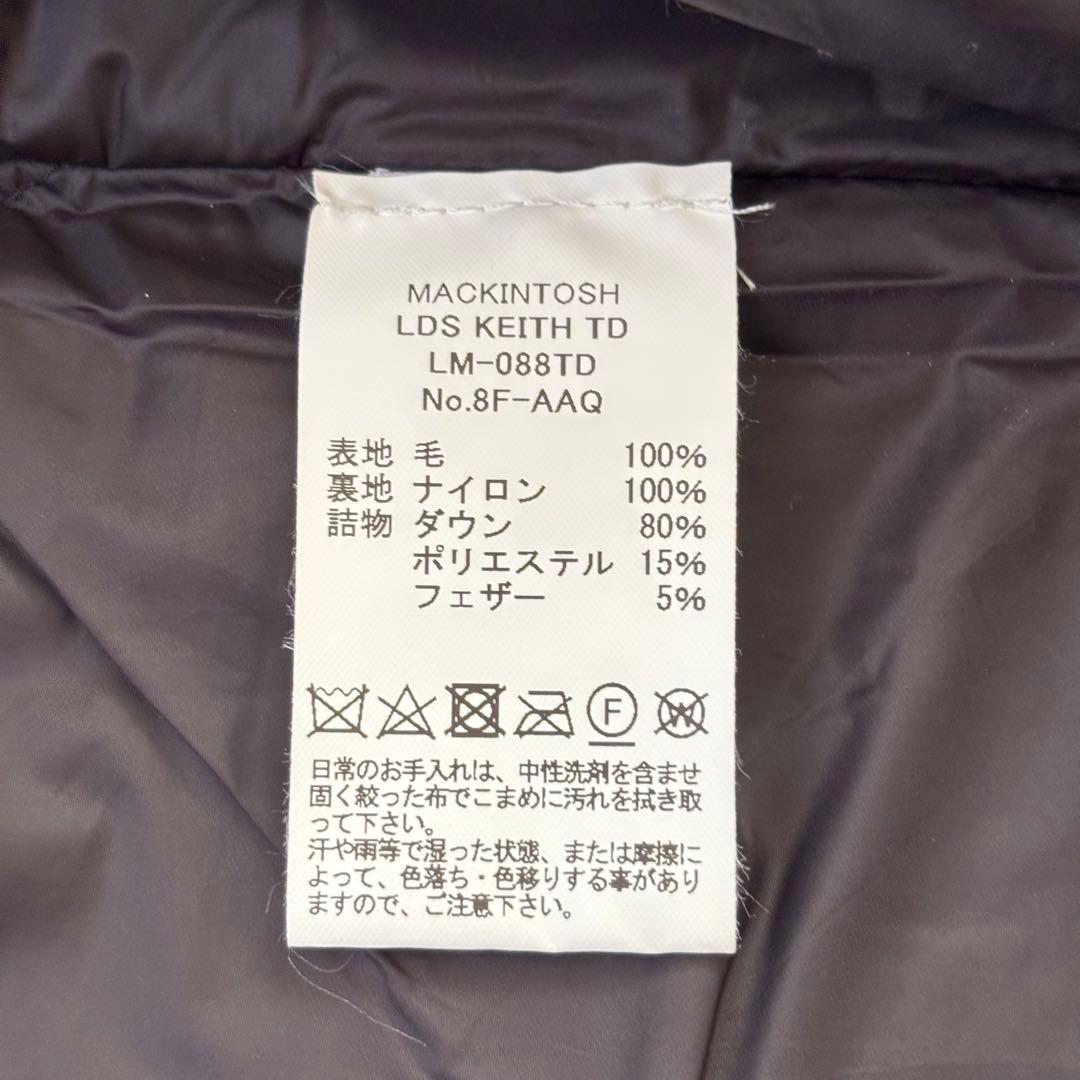 MACKINTOSH
LDS KEITH TD
LM-088TD
No.8F-AAQ
表地 毛 100%
裏地 ナイロン 100%
詰物 ダウン 80%
ポリエステル 15%
フェザー 5%
F W
日常のお手入れは、中性洗剤を含ませ
固く絞った布でこまめに汚れを拭き取
って下さい。
汗や雨等で湿った状態、または摩擦に
よって、色落ち・色移りする事があり
ますので、ご注意下さい。